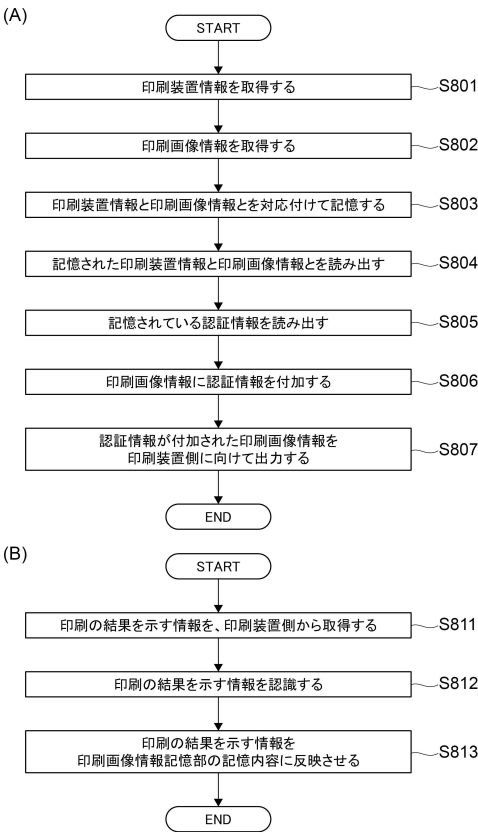 (A)
START
印刷装置情報を取得する
S801
印刷画像情報を取得する
S802
印刷装置情報と印刷画像情報とを対応付けて記憶する
S803
記憶された印刷装置情報と印刷画像情報とを読み出す
S804
記憶されている認証情報を読み出す
S805
印刷画像情報に認証情報を付加する
S806
認証情報が付加された印刷画像情報を
印刷装置側に向けて出力する
S807
END
(B)
START
印刷の結果を示す情報を、印刷装置側から取得する
S811
印刷の結果を示す情報を認識する
S812
印刷の結果を示す情報を
印刷画像情報記憶部の記憶内容に反映させる
S813
END